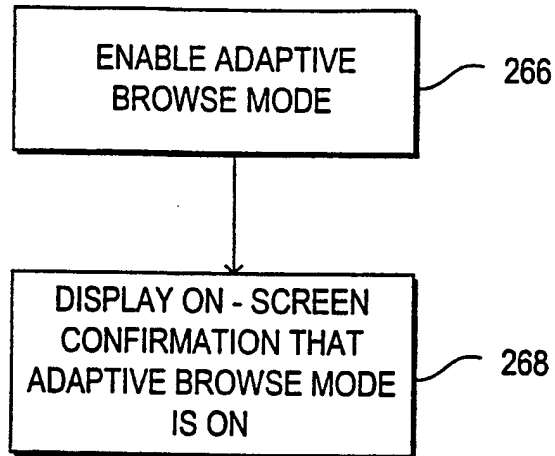 ENABLE ADAPTIVE
BROWSE MODE
266
DISPLAY ON - SCREEN
CONFIRMATION THAT
ADAPTIVE BROWSE MODE
IS ON
268